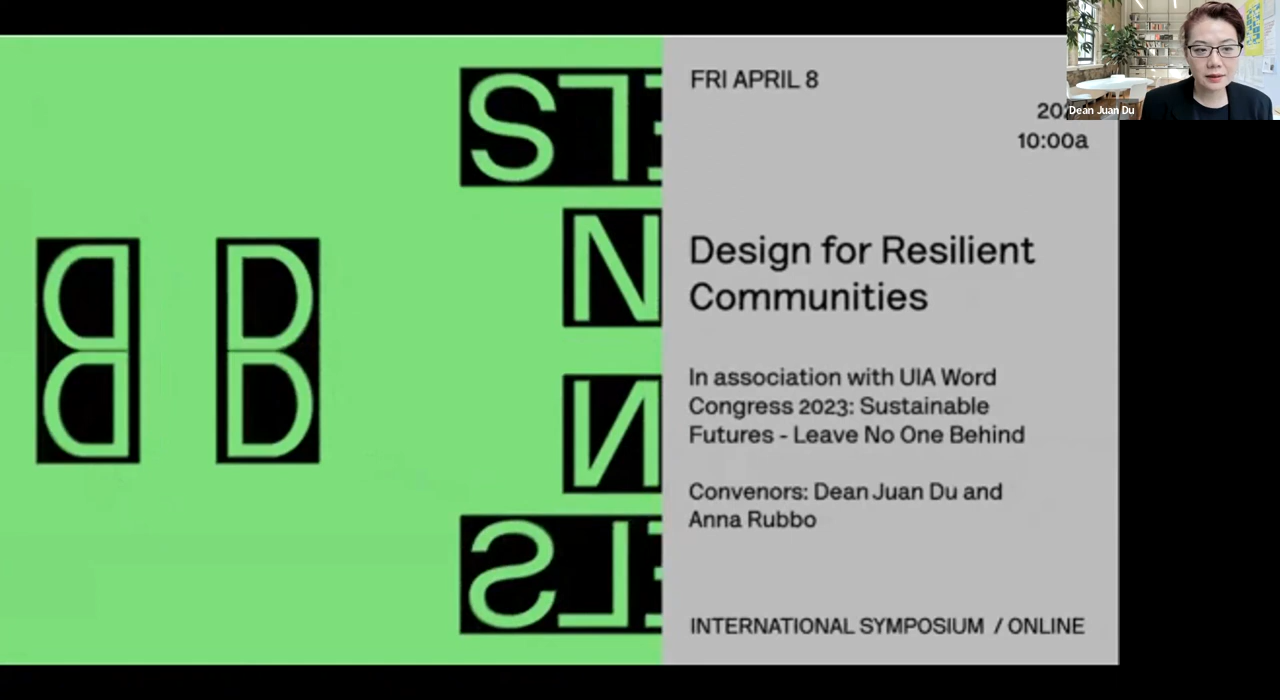 FRI APRIL 8
10:00a
Design for Resilient
Communities
In association with UIA Word
Congress 2023: Sustainable
Futures - Leave No One Behind
Convenors: Dean Juan Du and
Anna Rubbo
INTERNATIONAL SYMPOSIUM / ONLINE
Dean Juan Du